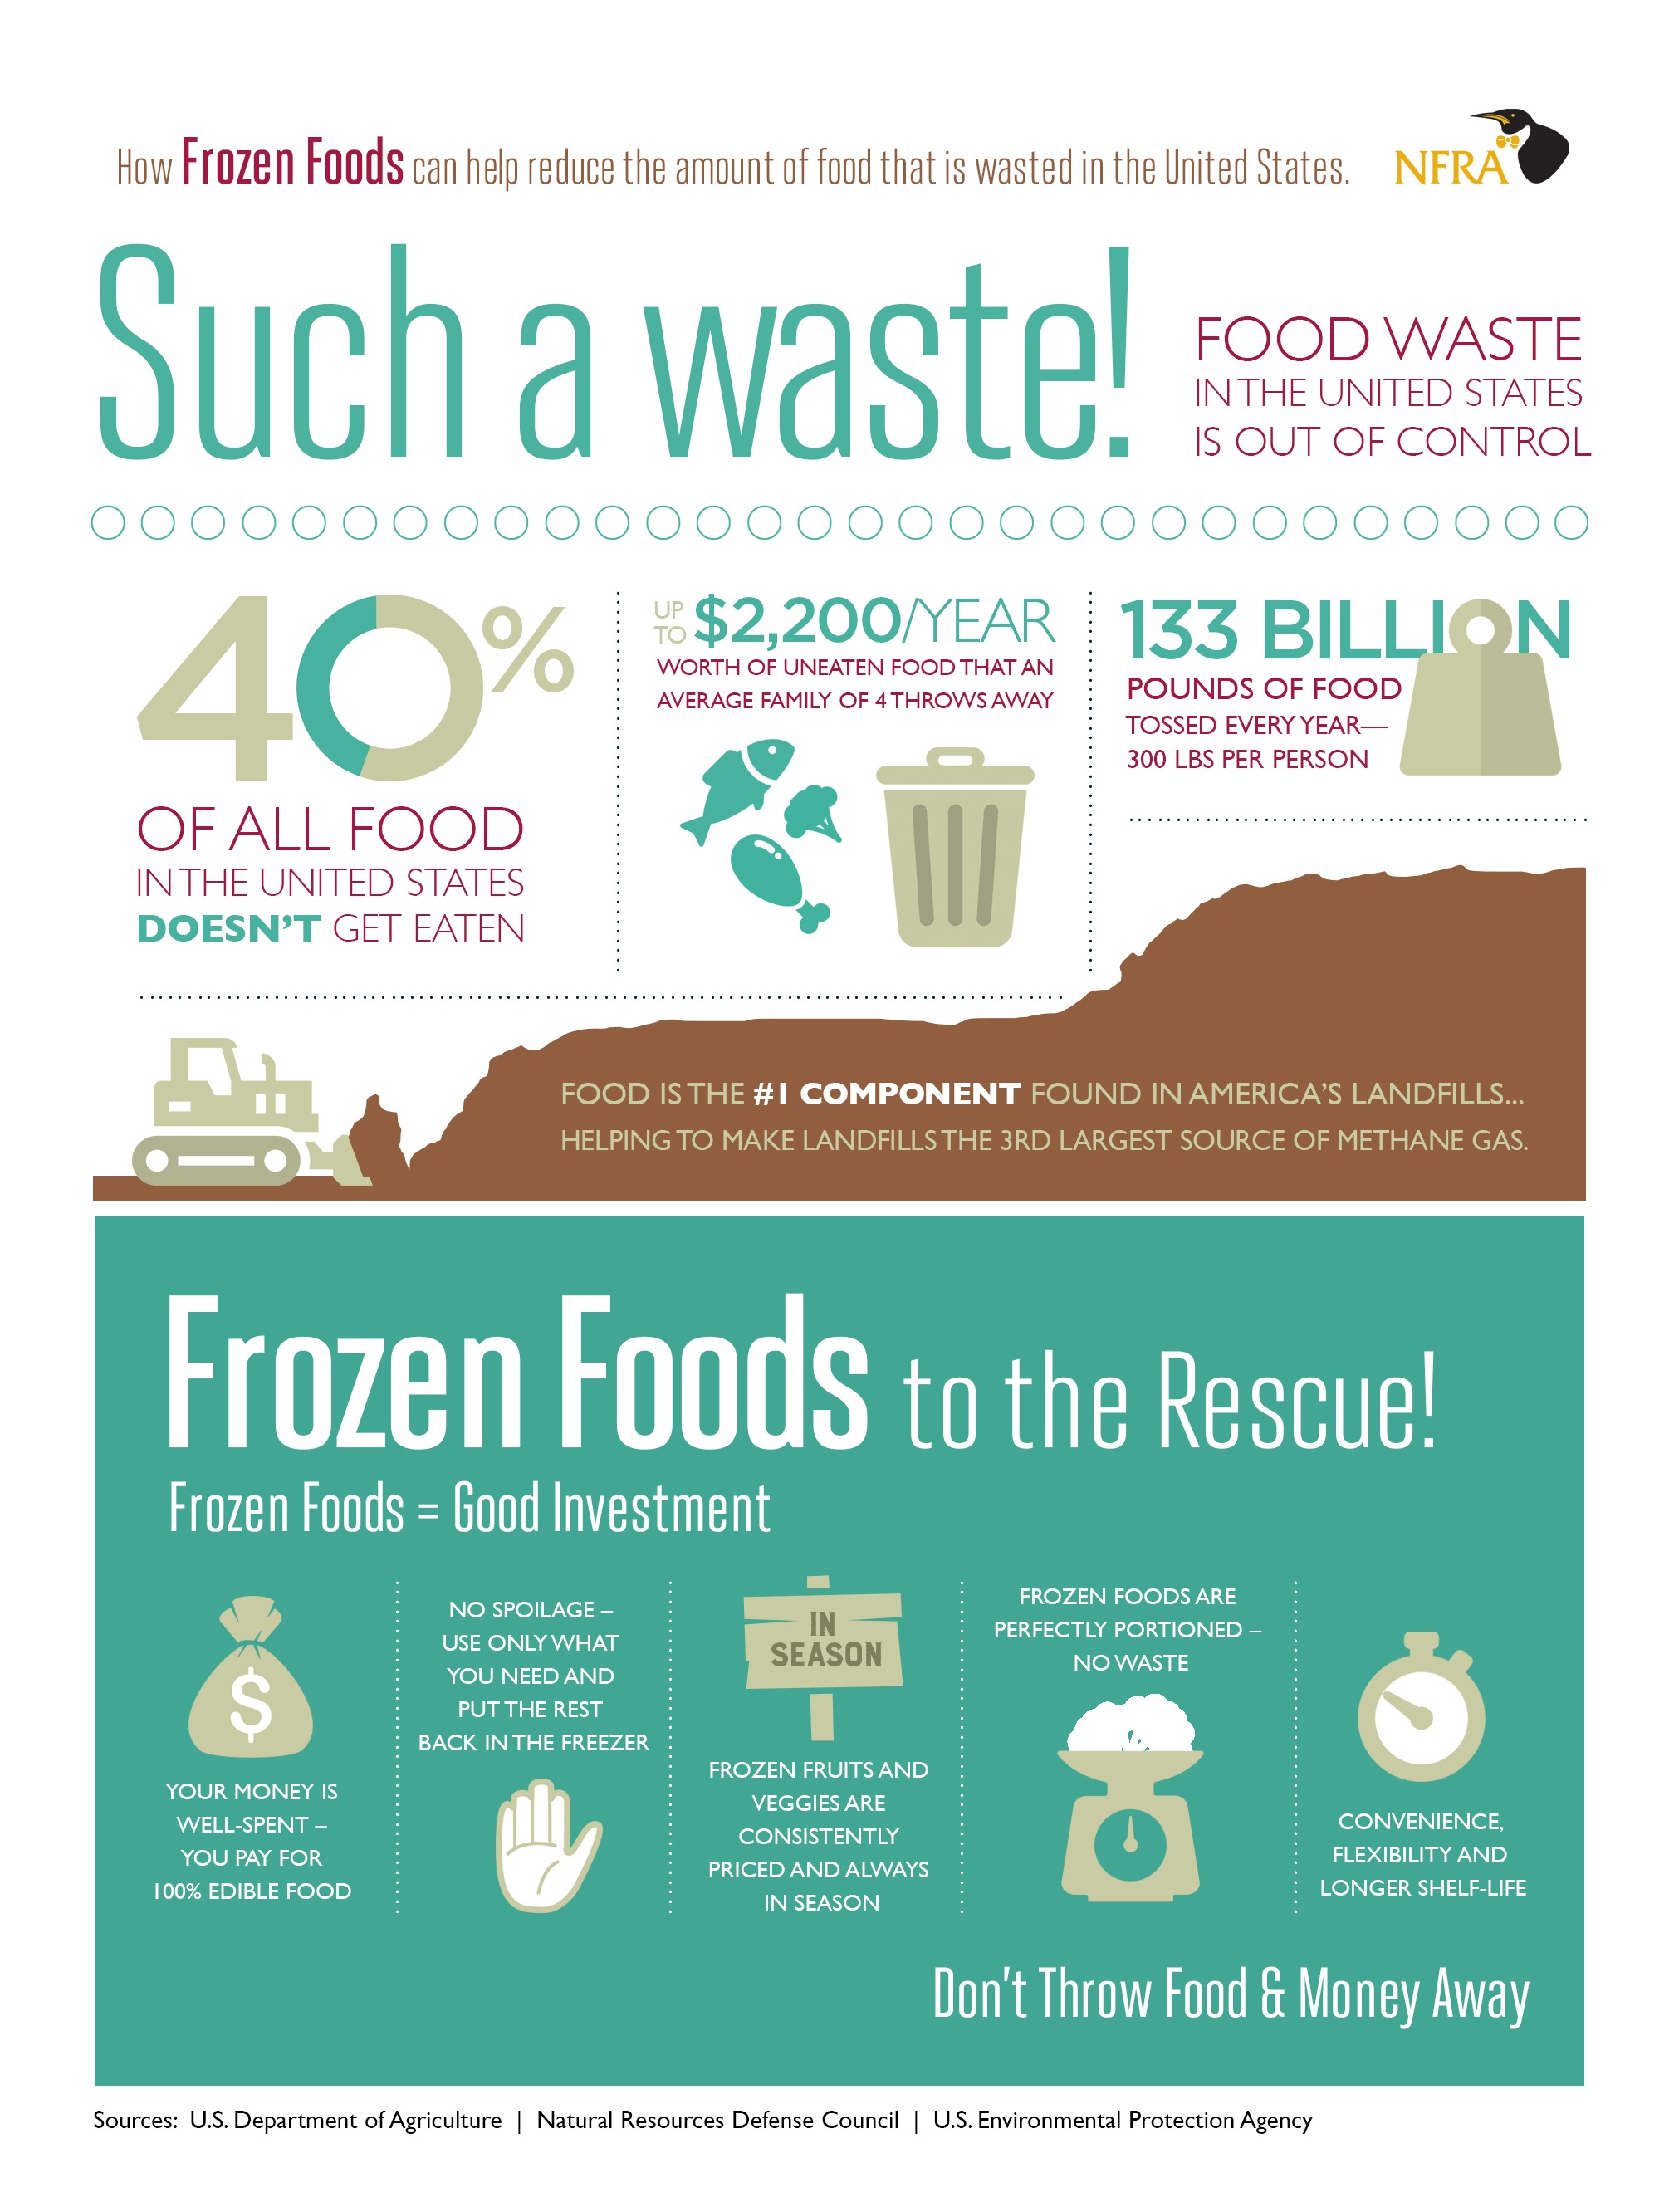 How Frozen Foods can help reduce the amount of food that is wasted in the United States.
NFRA
Such a waste!
FOOD WASTE
IN THE UNITED STATES
IS OUT OF CONTROL
40%
OF ALL FOOD
IN THE UNITED STATES
DOESN'T GET EATEN
UP TO $2,200/YEAR
WORTH OF UNEATEN FOOD THAT AN
AVERAGE FAMILY OF 4 THROWS AWAY
133 BILLION
POUNDS OF FOOD
TOSSED EVERY YEAR—
300 LBS PER PERSON
FOOD IS THE #1 COMPONENT FOUND IN AMERICA'S LANDFILLS...
HELPING TO MAKE LANDFILLS THE 3RD LARGEST SOURCE OF METHANE GAS.
Frozen Foods to the Rescue!
Frozen Foods = Good Investment
$
YOUR MONEY IS
WELL-SPENT –
YOU PAY FOR
100% EDIBLE FOOD
NO SPOILAGE –
USE ONLY WHAT
YOU NEED AND
PUT THE REST
BACK IN THE FREEZER
IN
SEASON
FROZEN FRUITS AND
VEGGIES ARE
CONSISTENTLY
PRICED AND ALWAYS
IN SEASON
FROZEN FOODS ARE
PERFECTLY PORTIONED –
NO WASTE
CONVENIENCE,
FLEXIBILITY AND
LONGER SHELF-LIFE
Don't Throw Food & Money Away
Sources: U.S. Department of Agriculture | Natural Resources Defense Council | U.S. Environmental Protection Agency